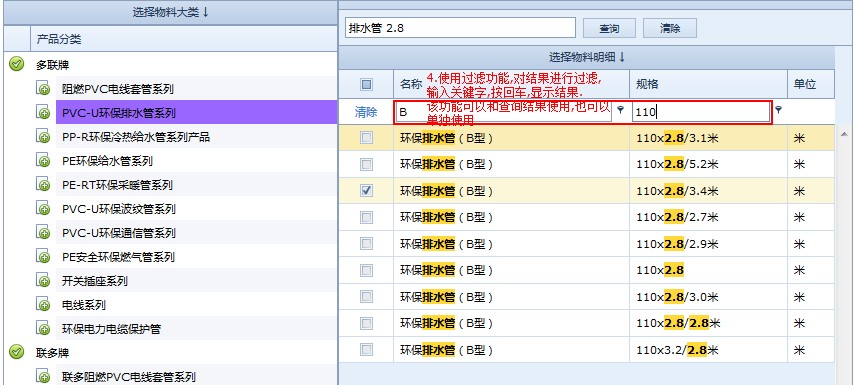 选择物料大类↓
产品分类
多联牌
阻燃PVC电线套管系列
PVC-U环保排水管系列
PP-R环保冷热给水管系列产品
PE环保给水管系列
PE-RT环保采暖管系列
PVC-U环保波纹管系列
PVC-U环保通信管系列
PE安全环保燃气管系列
开关插座系列
电线系列
环保电力电缆保护管
联多牌
联多阻燃PVC电线套管系列
排水管 2.8 查询 清除
选择物料明细↓
名称 规格 单位
4.使用过滤功能,对结果进行过滤,
输入关键字,按回车,显示结果.
该功能可以和查询结果使用,也可以
单独使用
清除 B 110
环保排水管（B型） 110x2.8/3.1米 米
环保排水管（B型） 110x2.8/5.2米 米
环保排水管（B型） 110x2.8/3.4米 米
环保排水管（B型） 110x2.8/2.7米 米
环保排水管（B型） 110x2.8/2.9米 米
环保排水管（B型） 110x2.8 米
环保排水管（B型） 110x2.8/3.0米 米
环保排水管（B型） 110x2.8/2.8米 米
环保排水管（B型） 110x3.2/2.8米 米